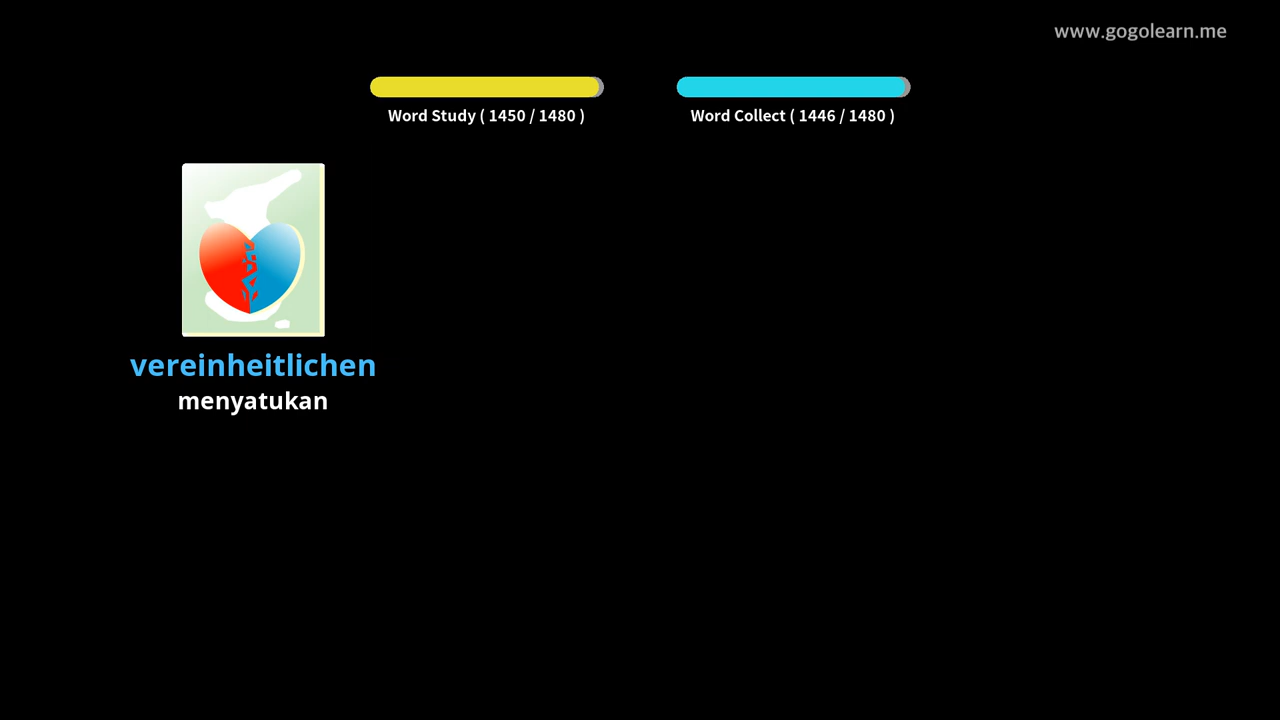 www.gogolearn.me
Word Study ( 1450 / 1480 )
Word Collect ( 1446 / 1480 )
vereinheitlichen
menyatukan